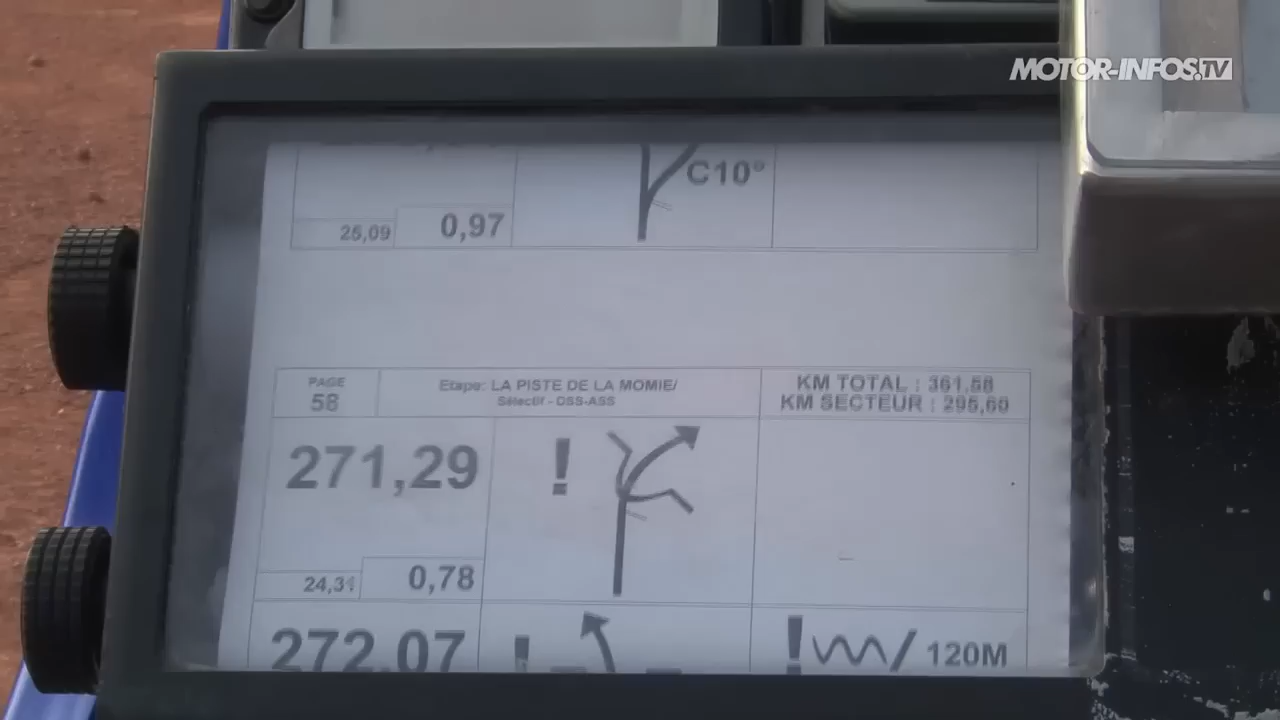 MOTOR-INFOS.TV
C10°
25,09
0,97
PAGE
58
Etape: LA PISTE DE LA MOMIE/
Sélectif - DSS-ASS
KM TOTAL : 361,58
KM SECTEUR : 295,60
271,29
!
24,31
0,78
272,07
!
! / 120M